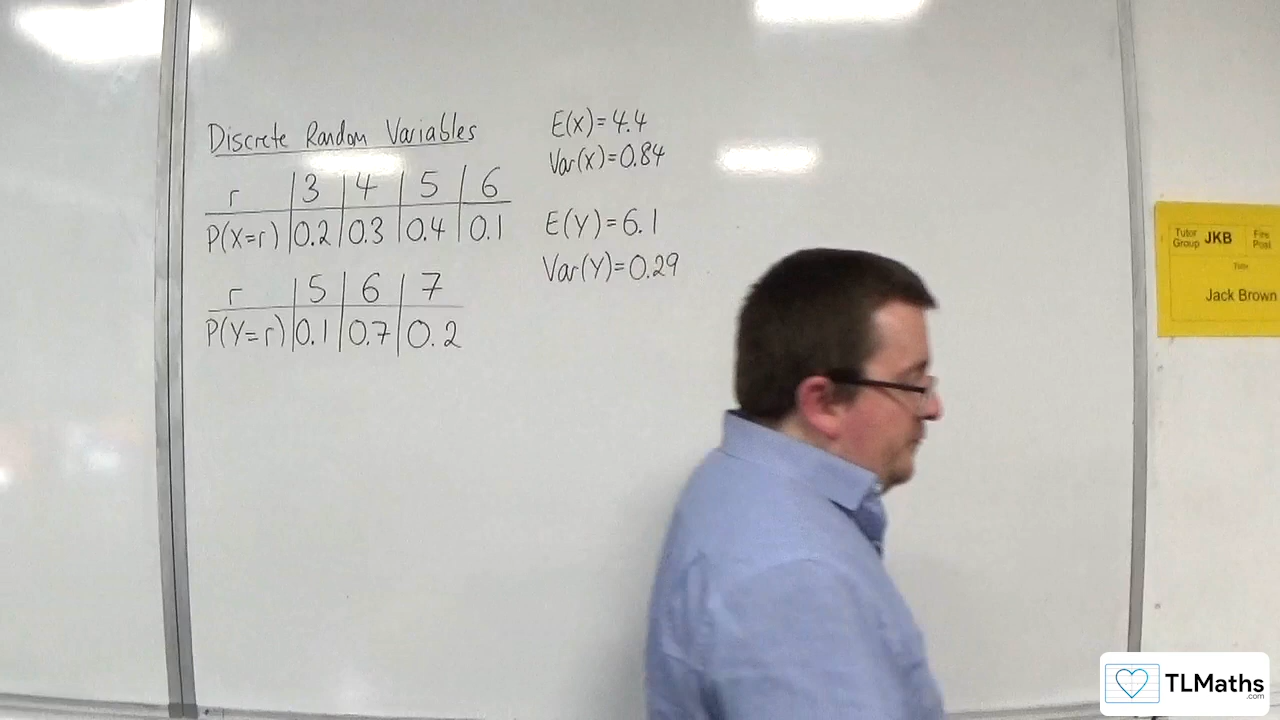 Discrete Random Variables
r 3 4 5 6
P(X=r) 0.2 0.3 0.4 0.1
r 5 6 7
P(Y=r) 0.1 0.7 0.2
E(X)=4.4
Var(X)=0.84
E(Y)=6.1
Var(Y)=0.29
Tutor Group JKB Fire Post
Jack Brown
TLMaths
.com